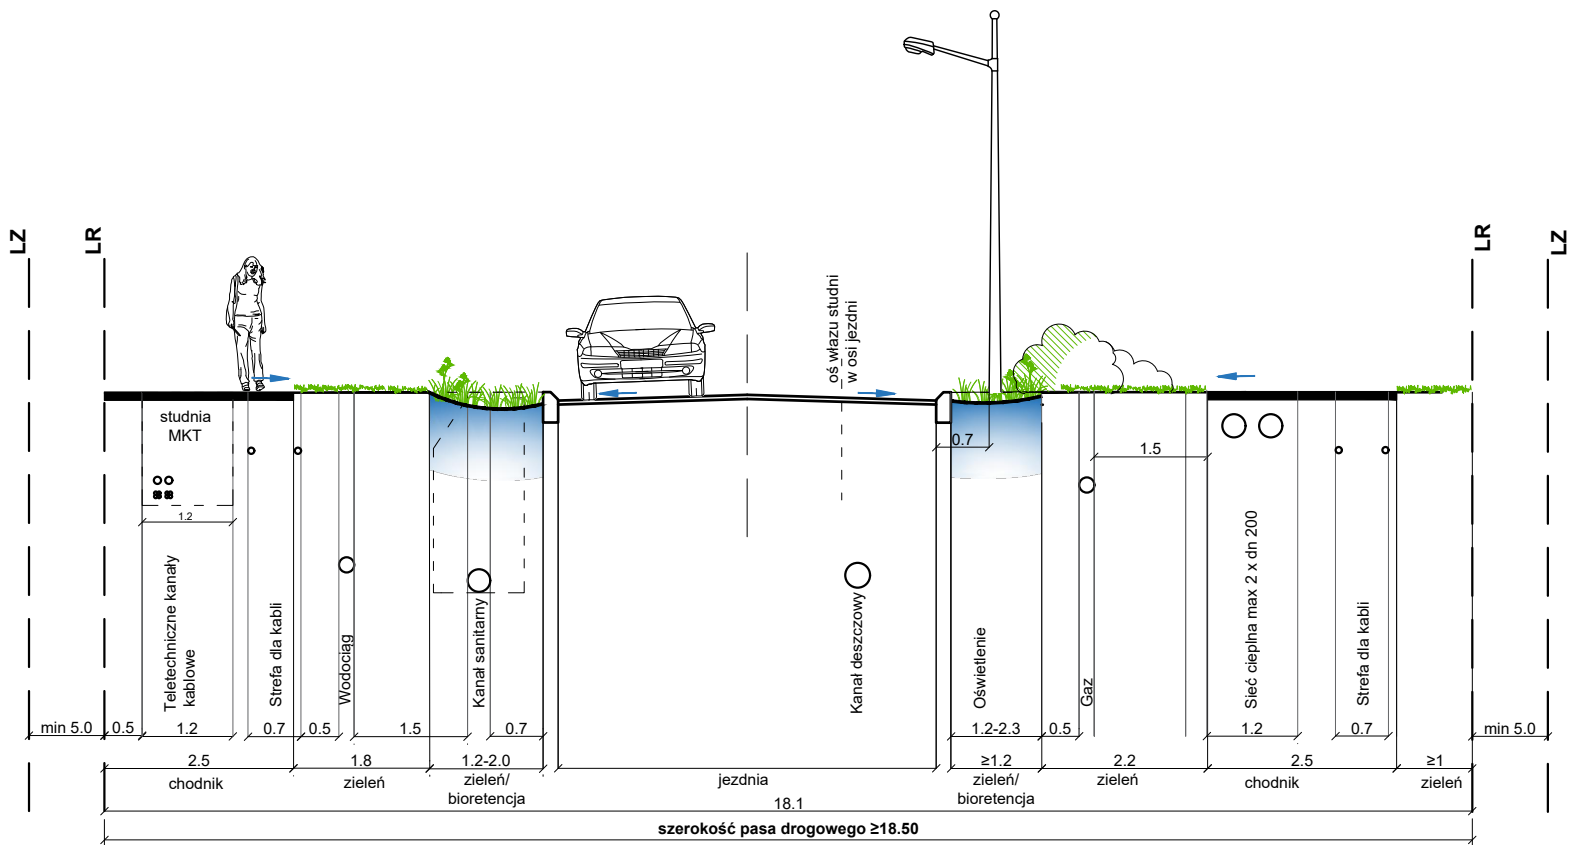 LZ
LR
LR
LZ
oś włazu studni
w osi jezdni
studnia
MKT
0.7
1.5
1.2
Teletechniczne kanały
kablowe
Strefa dla kabli
Wodociąg
Kanał sanitarny
Kanał deszczowy
Oświetlenie
Gaz
Sieć cieplna max 2 x dn 200
Strefa dla kabli
min 5.0
0.5
1.2
0.7
0.5
1.5
0.7
1.2-2.3
0.5
1.2
0.7
min 5.0
2.5
1.8
1.2-2.0
≥1.2
2.2
2.5
≥1
chodnik
zieleń
zieleń/
bioretencja
jezdnia
zieleń/
bioretencja
zieleń
chodnik
zieleń
18.1
szerokość pasa drogowego ≥18.50